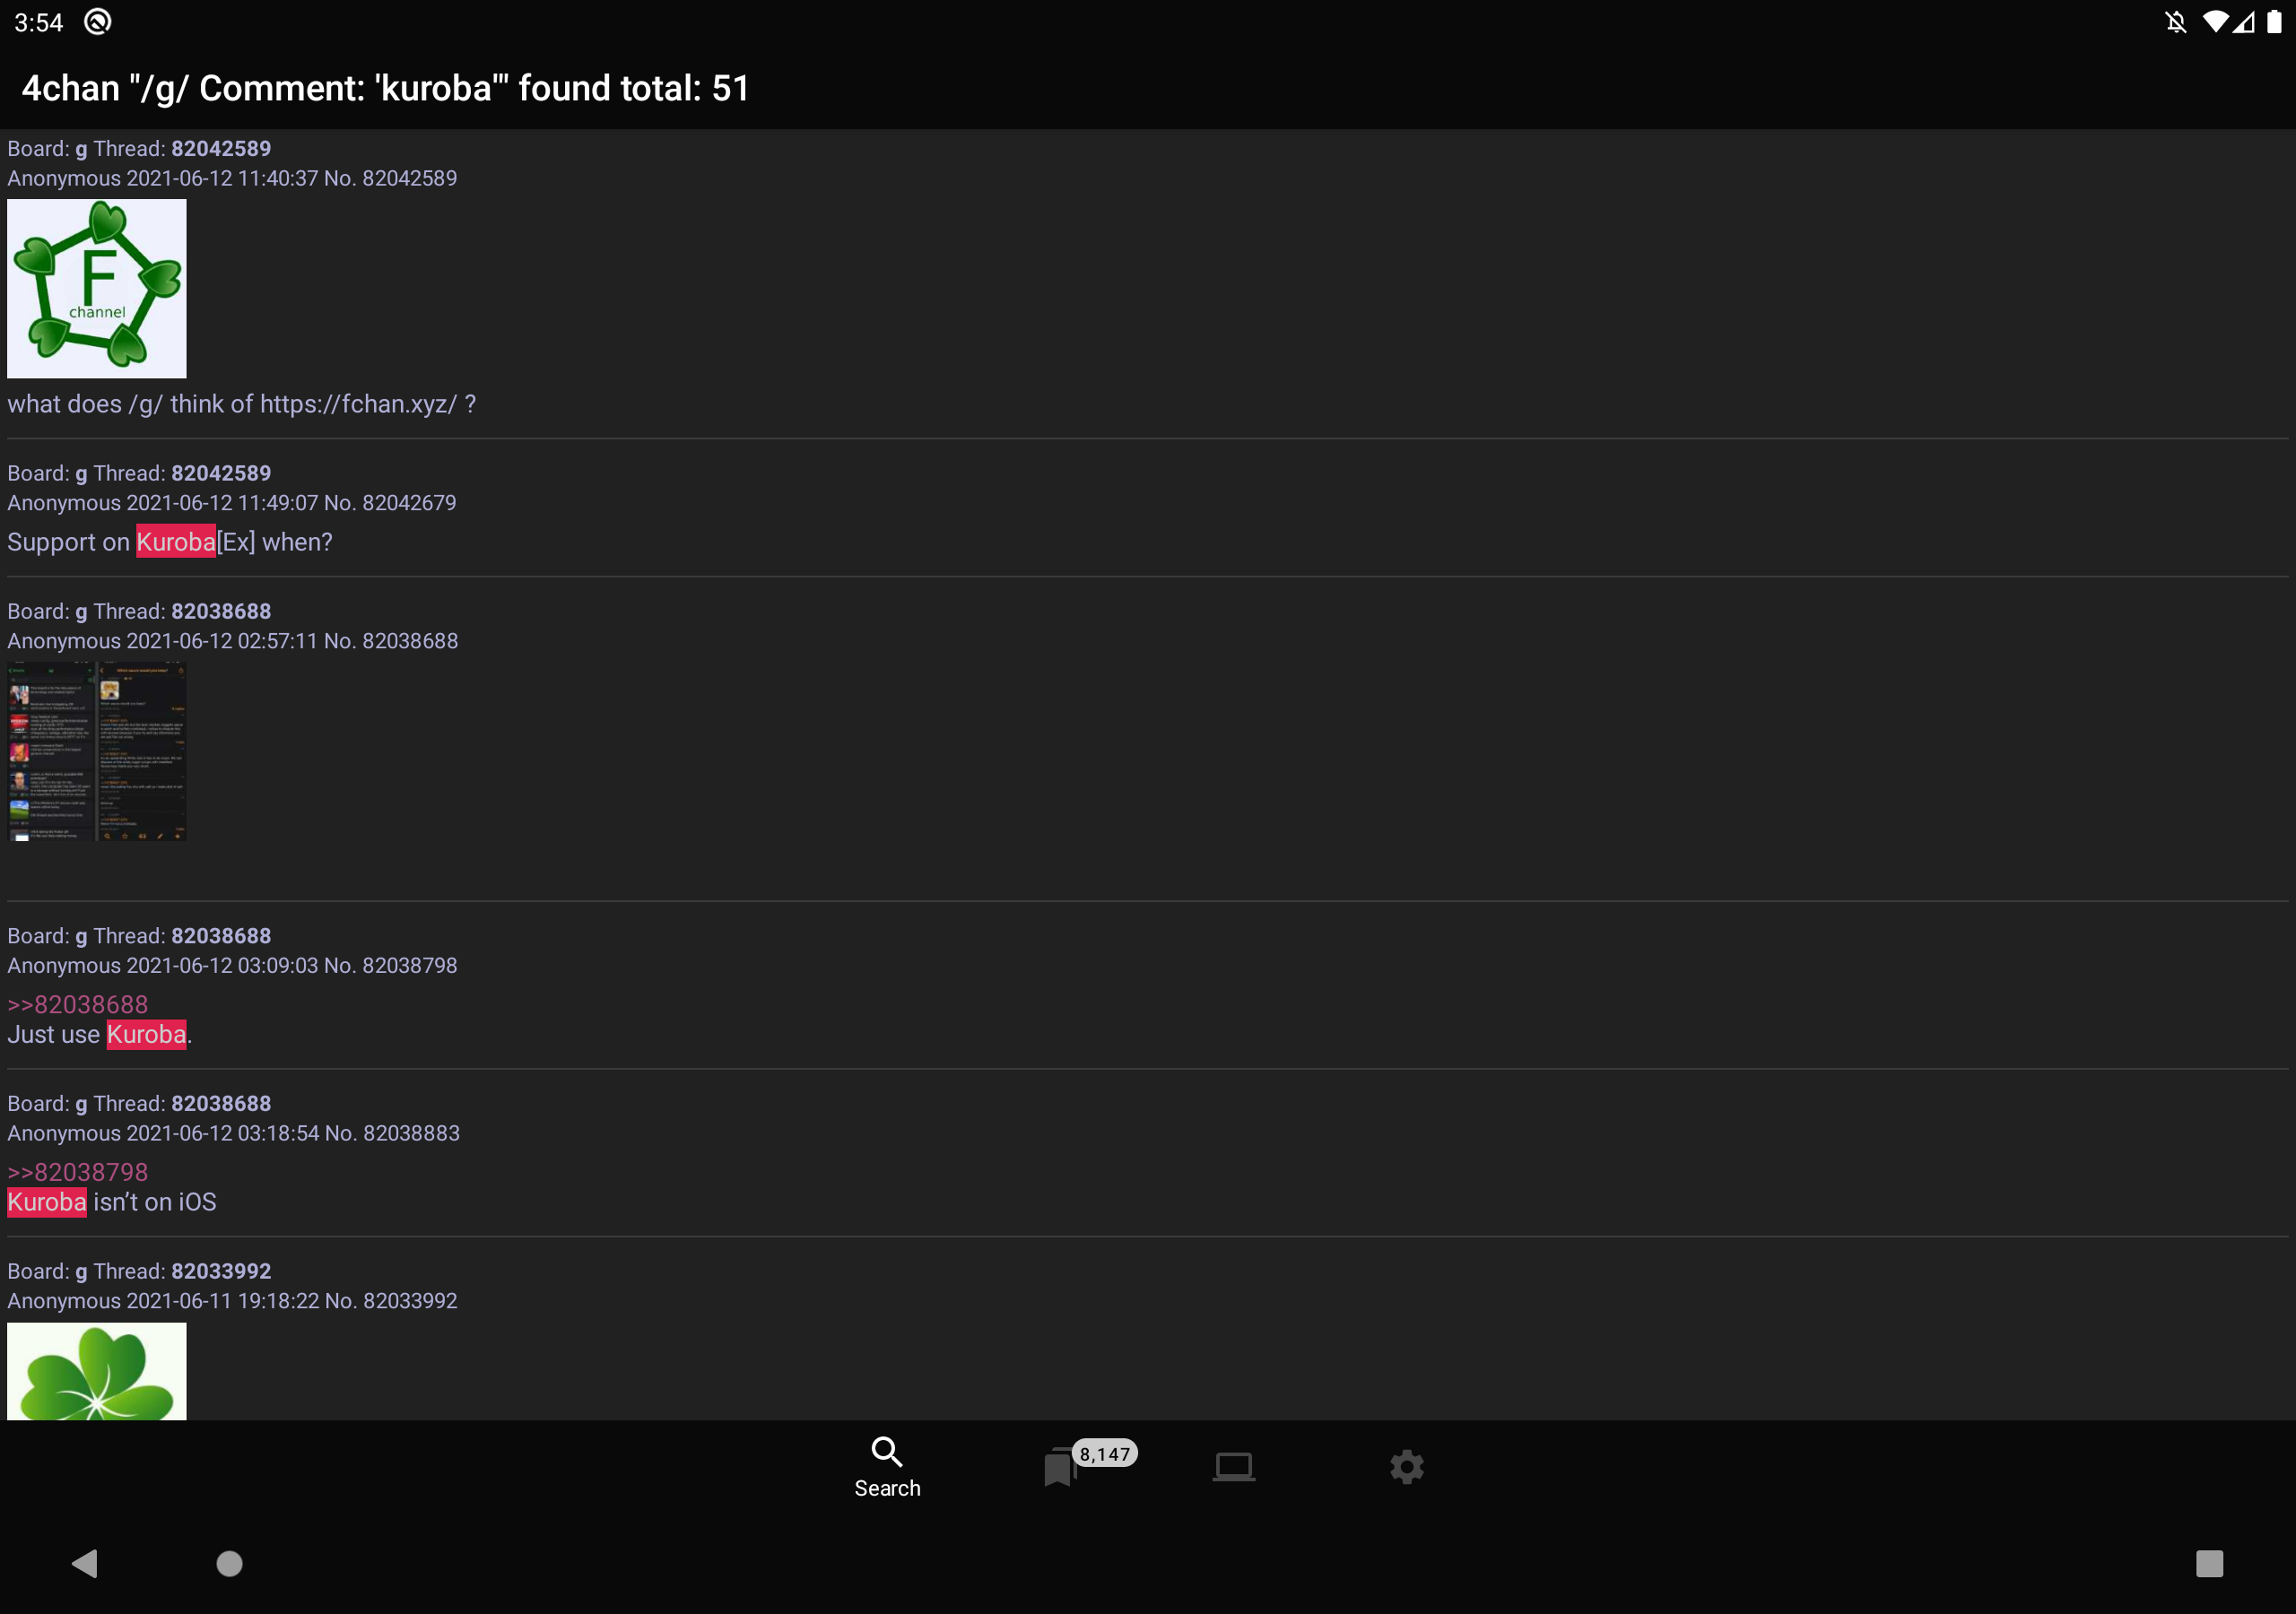 3:54
4chan "/g/ Comment: 'kuroba'" found total: 51
Board: g Thread: 82042589
Anonymous 2021-06-12 11:40:37 No. 82042589
F
channel
what does /g/ think of https://fchan.xyz/ ?
Board: g Thread: 82042589
Anonymous 2021-06-12 11:49:07 No. 82042679
Support on Kuroba[Ex] when?
Board: g Thread: 82038688
Anonymous 2021-06-12 02:57:11 No. 82038688
Board: g Thread: 82038688
Anonymous 2021-06-12 03:09:03 No. 82038798
>>82038688
Just use Kuroba.
Board: g Thread: 82038688
Anonymous 2021-06-12 03:18:54 No. 82038883
>>82038798
Kuroba isn’t on iOS
Board: g Thread: 82033992
Anonymous 2021-06-11 19:18:22 No. 82033992
8,147
Search